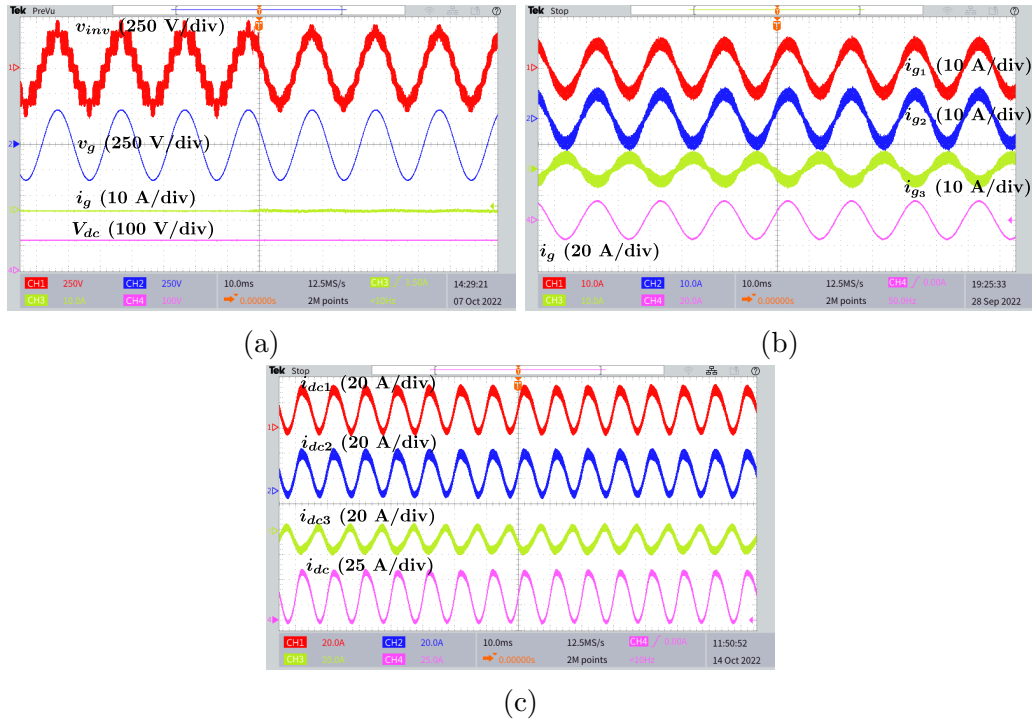 Tek PreVu
v_inv (250 V/div)
v_g (250 V/div)
i_g (10 A/div)
V_dc (100 V/div)
CH1 250V CH2 250V 10.0ms 12.5MS/s CH3 14:29:21
CH3 10.0A CH4 100V 0.00000s 2M points <10Hz 07 Oct 2022
(a)
Tek Stop
i_g1 (10 A/div)
i_g2 (10 A/div)
i_g3 (10 A/div)
i_g (20 A/div)
CH1 10.0A CH2 10.0A 10.0ms 12.5MS/s CH4 0.00A 19:25:33
CH3 10.0A CH4 20.0A 0.00000s 2M points 50.0Hz 28 Sep 2022
(b)
Tek Stop
i_dc1 (20 A/div)
i_dc2 (20 A/div)
i_dc3 (20 A/div)
i_dc (25 A/div)
CH1 20.0A CH2 20.0A 10.0ms 12.5MS/s CH4 0.00A 11:50:52
CH3 20.0A CH4 25.0A 0.00000s 2M points <10Hz 14 Oct 2022
(c)